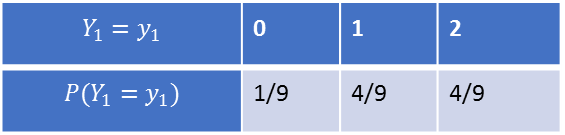 Y₁ = y₁ 0 1 2
P(Y₁ = y₁) 1/9 4/9 4/9